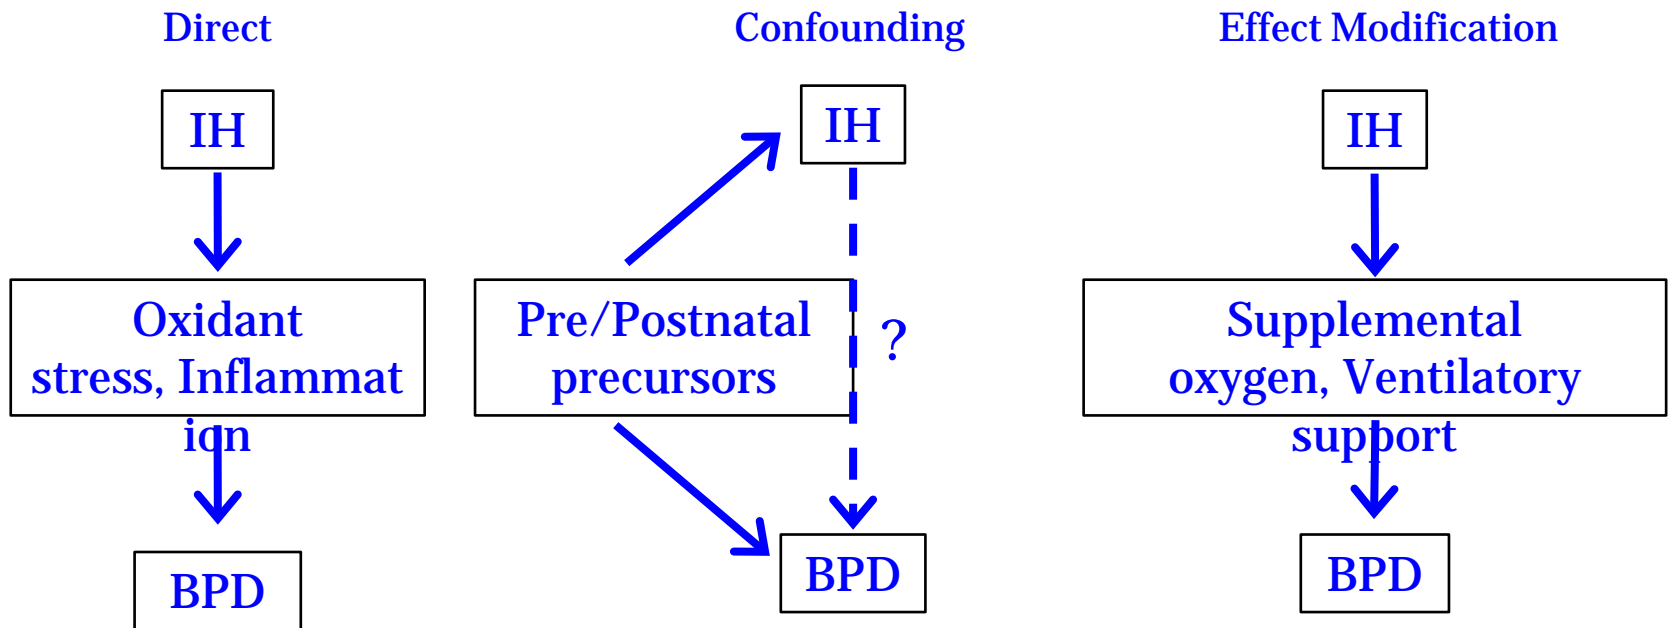 Direct
IH
Oxidant
stress, Inflammat
ion
BPD
Confounding
IH
Pre/Postnatal
precursors
?
BPD
Effect Modification
IH
Supplemental
oxygen, Ventilatory
support
BPD